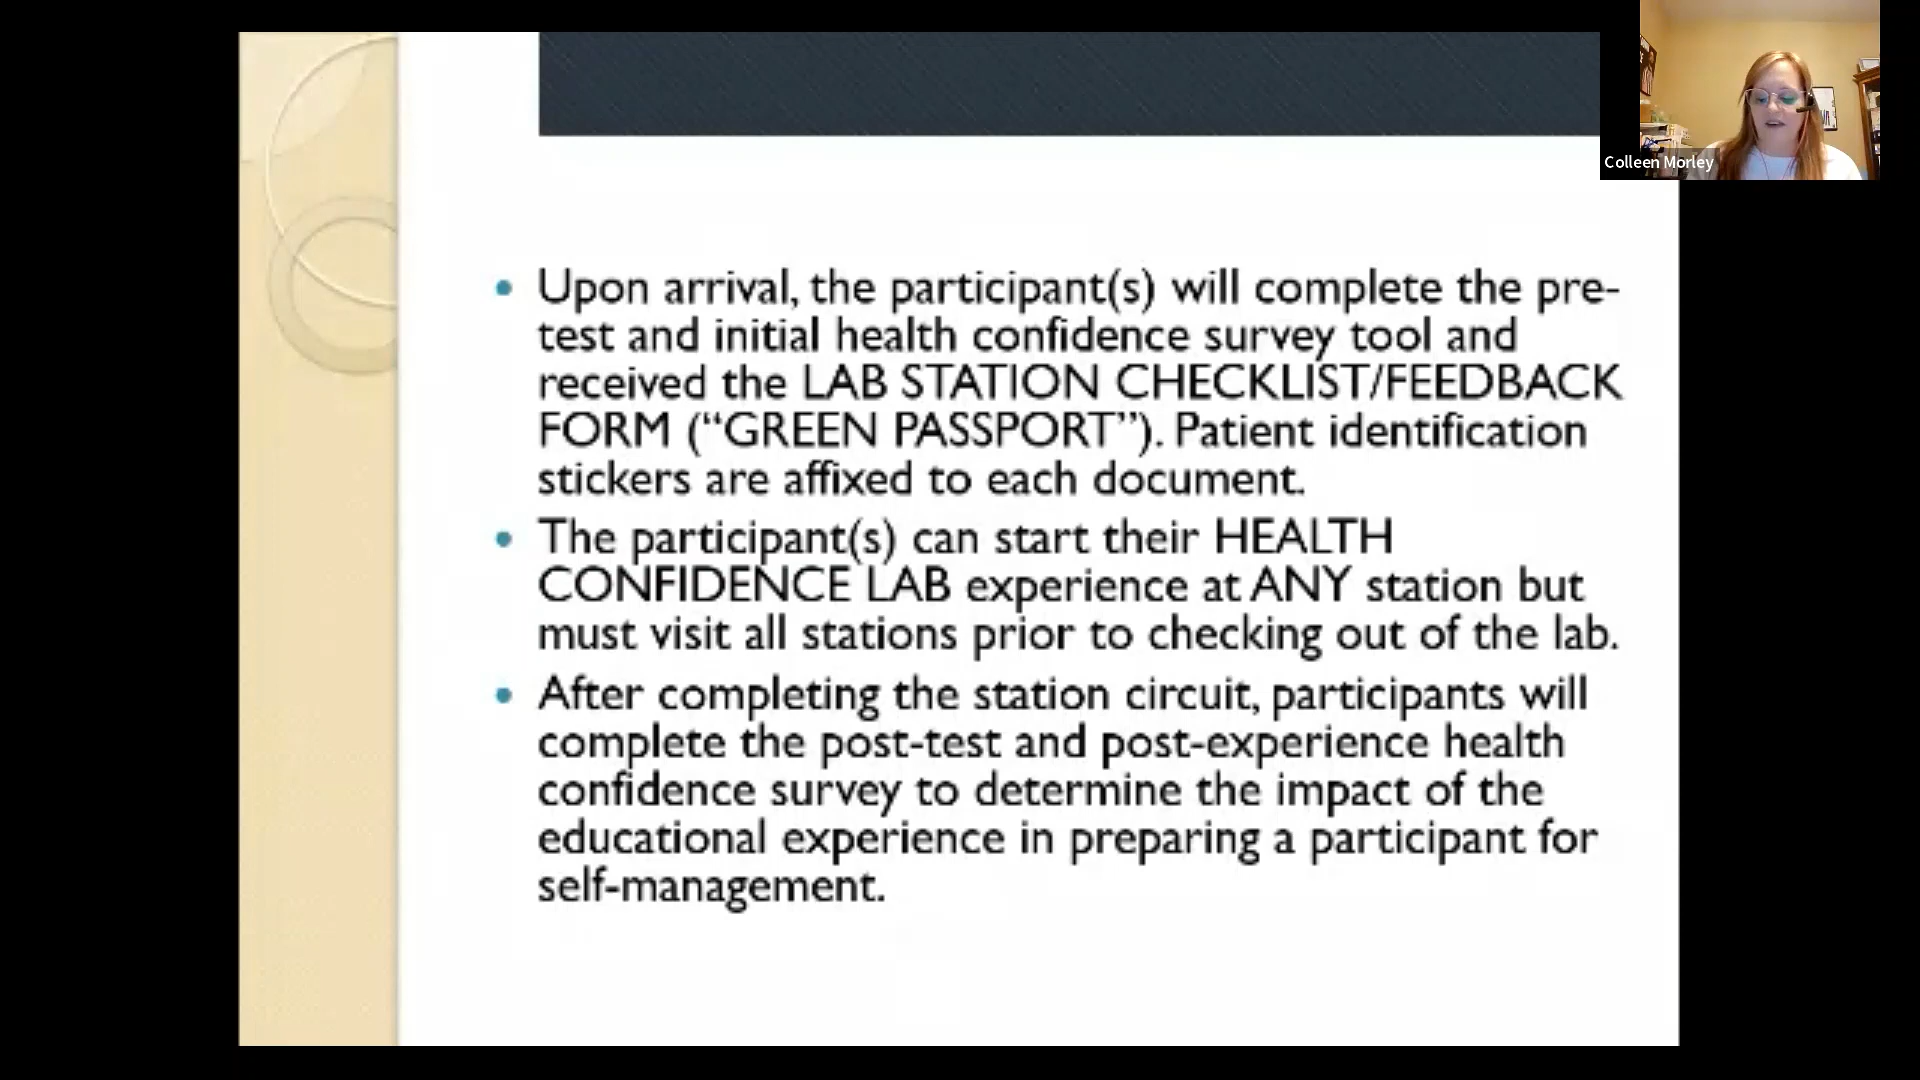 Colleen Morley
• Upon arrival, the participant(s) will complete the pre-
test and initial health confidence survey tool and
received the LAB STATION CHECKLIST/FEEDBACK
FORM (“GREEN PASSPORT”). Patient identification
stickers are affixed to each document.
• The participant(s) can start their HEALTH
CONFIDENCE LAB experience at ANY station but
must visit all stations prior to checking out of the lab.
• After completing the station circuit, participants will
complete the post-test and post-experience health
confidence survey to determine the impact of the
educational experience in preparing a participant for
self-management.